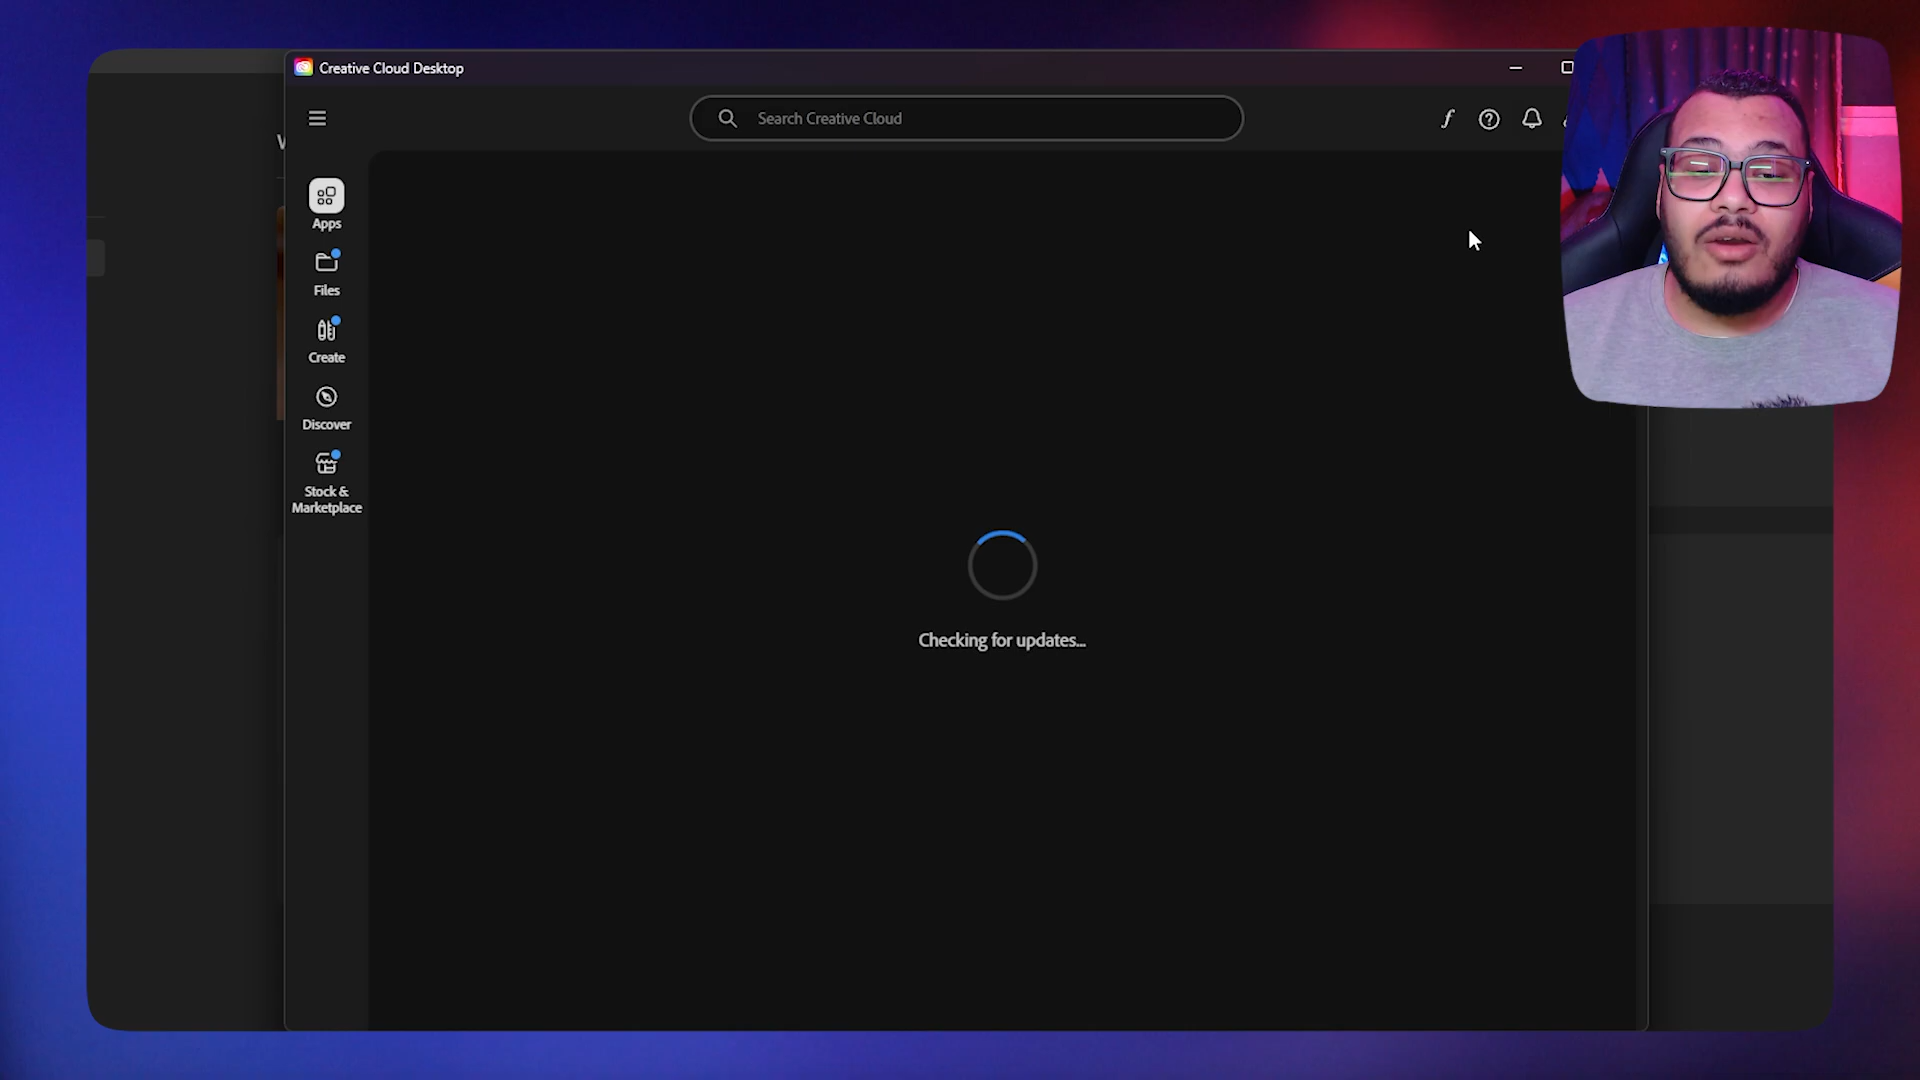 Creative Cloud Desktop
Search Creative Cloud
Apps
Files
Create
Discover
Stock &
Marketplace
Checking for updates...